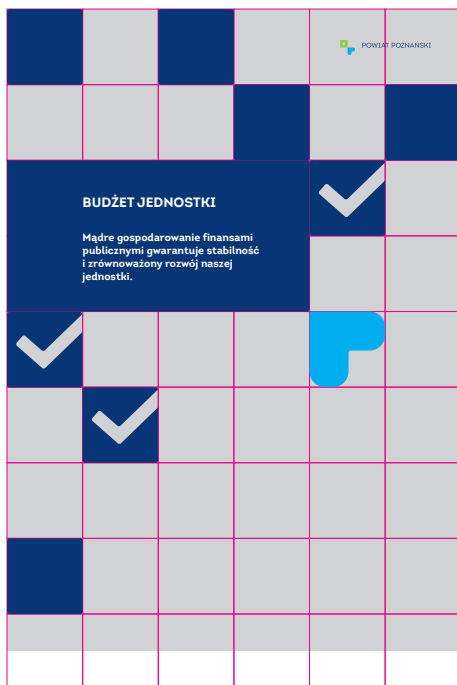 POWIAT POZNAŃSKI
BUDŻET JEDNOSTKI
Mądre gospodarowanie finansami
publicznymi gwarantuje stabilność
i zrównoważony rozwój naszej
jednostki.